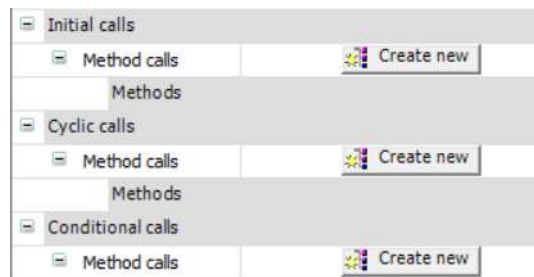 Initial calls
Method calls Create new
Methods
Cyclic calls
Method calls Create new
Methods
Conditional calls
Method calls Create new